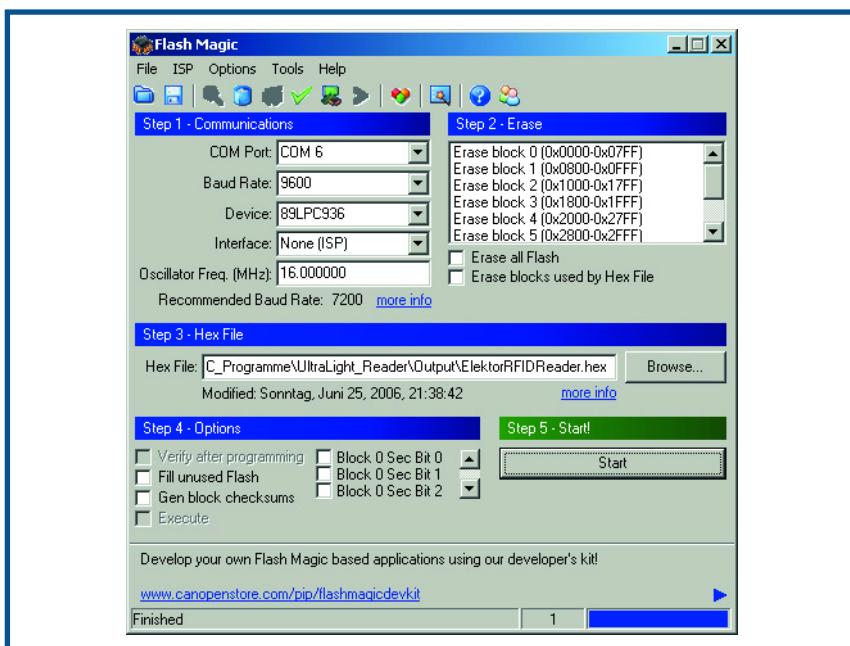 Flash Magic
File ISP Options Tools Help
Step 1 - Communications
COM Port: COM 6
Baud Rate: 9600
Device: 89LPC936
Interface: None (ISP)
Oscillator Freq. (MHz): 16.000000
Recommended Baud Rate: 7200 more info
Step 2 - Erase
Erase block 0 (0x0000-0x07FF)
Erase block 1 (0x0800-0x0FFF)
Erase block 2 (0x1000-0x17FF)
Erase block 3 (0x1800-0x1FFF)
Erase block 4 (0x2000-0x27FF)
Erase block 5 (0x2800-0x2FFF)
Erase all Flash
Erase blocks used by Hex File
Step 3 - Hex File
Hex File: C_Programme\UltraLight_Reader\Output\ElektorRFIDReader.hex Browse...
Modified: Sonntag, Juni 25, 2006, 21:38:42 more info
Step 4 - Options
Verify after programming
Fill unused Flash
Gen block checksums
Execute
Block 0 Sec Bit 0
Block 0 Sec Bit 1
Block 0 Sec Bit 2
Step 5 - Start!
Start
Develop your own Flash Magic based applications using our developer's kit!
www.canopenstore.com/pip/flashmagicdevkit
Finished 1